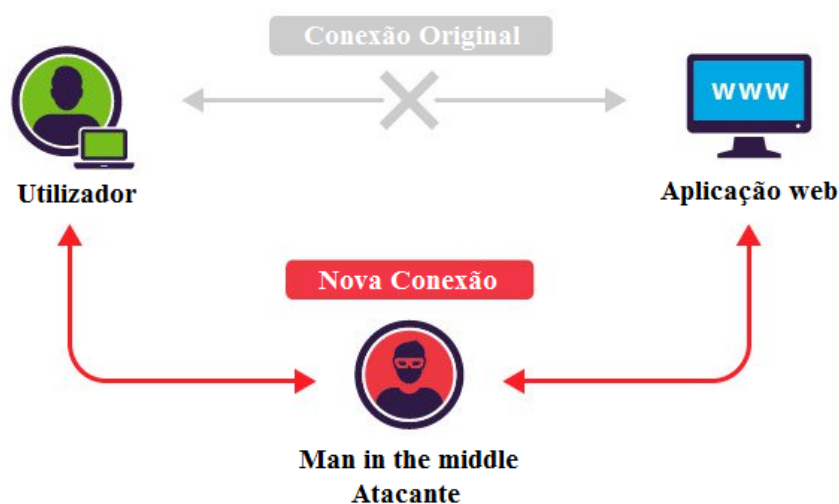 Conexão Original
www
Utilizador
Aplicação web
Nova Conexão
Man in the middle
Atacante